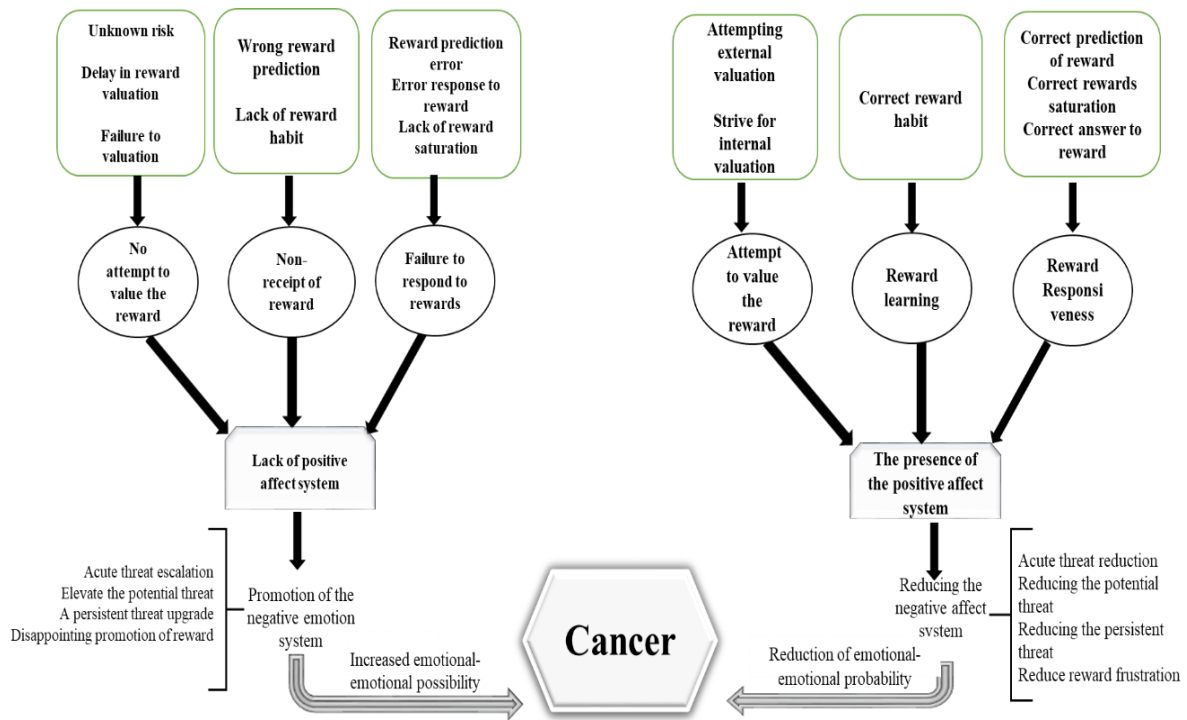 Unknown risk
Delay in reward
valuation
Failure to
valuation
Wrong reward
prediction
Lack of reward
habit
Reward prediction
error
Error response to
reward
Lack of reward
saturation
Attempting
external
valuation
Strive for
internal
valuation
Correct reward
habit
Correct prediction
of reward
Correct rewards
saturation
Correct answer to
reward
No
attempt to
value the
reward
Non-
receipt of
reward
Failure to
respond to
rewards
Attempt
to value
the
reward
Reward
learning
Reward
Responsi
veness
Lack of positive
affect system
The presence of
the positive affect
system
Acute threat escalation
Elevate the potential threat
A persistent threat upgrade
Disappointing promotion of reward
Promotion of the
negative emotion
system
Increased emotional-
emotional possibility
Cancer
Reducing the
negative affect
system
Reduction of emotional-
emotional probability
Acute threat reduction
Reducing the potential
threat
Reducing the persistent
threat
Reduce reward frustration